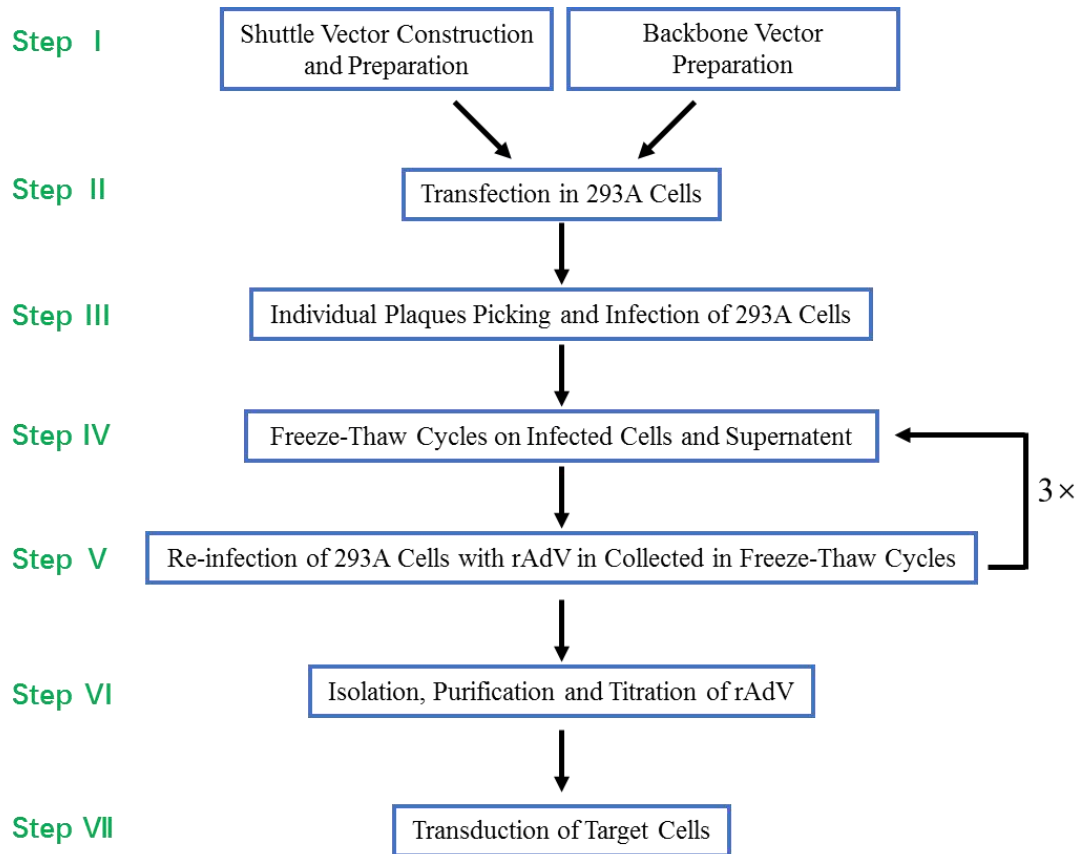 Step I
Shuttle Vector Construction
and Preparation
Backbone Vector
Preparation
Step II
Transfection in 293A Cells
Step III
Individual Plaques Picking and Infection of 293A Cells
Step IV
Freeze-Thaw Cycles on Infected Cells and Supernatent
3×
Step V
Re-infection of 293A Cells with rAdV in Collected in Freeze-Thaw Cycles
Step VI
Isolation, Purification and Titration of rAdV
Step VII
Transduction of Target Cells